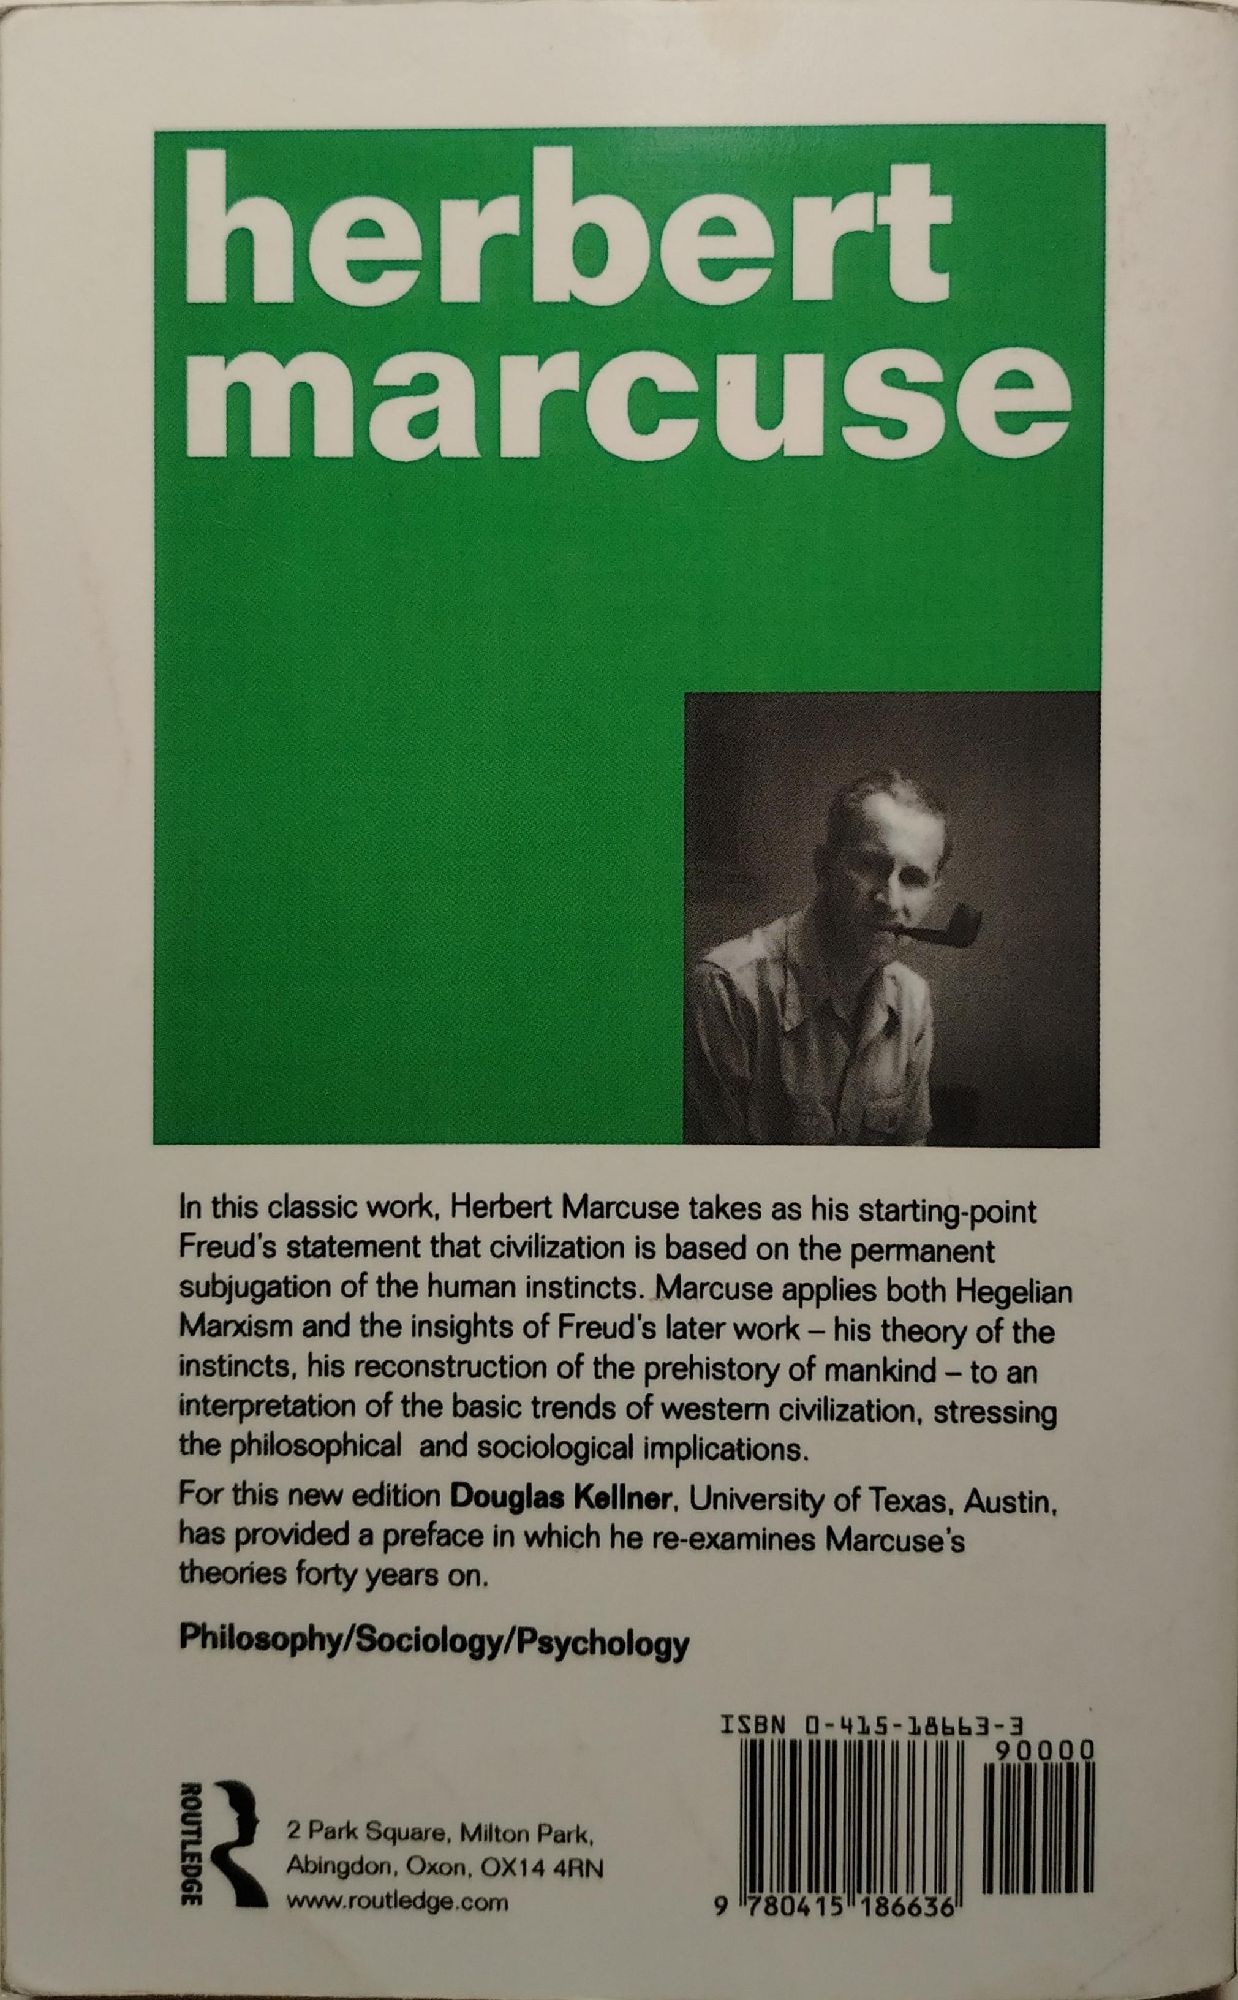 herbert
marcuse
In this classic work, Herbert Marcuse takes as his starting-point
Freud's statement that civilization is based on the permanent
subjugation of the human instincts. Marcuse applies both Hegelian
Marxism and the insights of Freud's later work – his theory of the
instincts, his reconstruction of the prehistory of mankind – to an
interpretation of the basic trends of western civilization, stressing
the philosophical and sociological implications.
For this new edition Douglas Kellner, University of Texas, Austin,
has provided a preface in which he re-examines Marcuse's
theories forty years on.
Philosophy/Sociology/Psychology
ROUTLEDGE
2 Park Square, Milton Park,
Abingdon, Oxon, OX14 4RN
www.routledge.com
ISBN 0-415-18663-3
90000
9 780415 186636